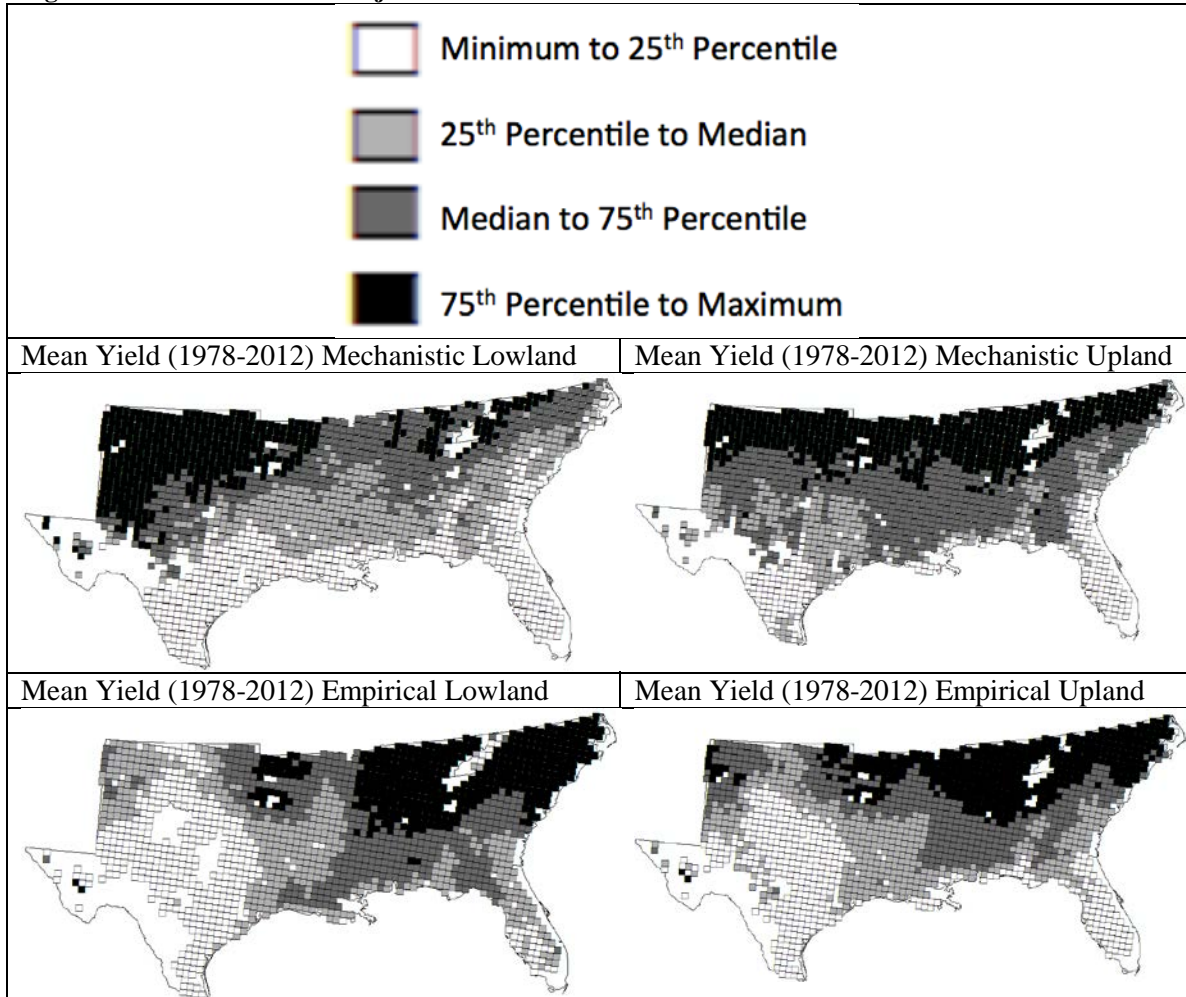 Minimum to 25th Percentile
25th Percentile to Median
Median to 75th Percentile
75th Percentile to Maximum
Mean Yield (1978-2012) Mechanistic Lowland
Mean Yield (1978-2012) Mechanistic Upland
Mean Yield (1978-2012) Empirical Lowland
Mean Yield (1978-2012) Empirical Upland